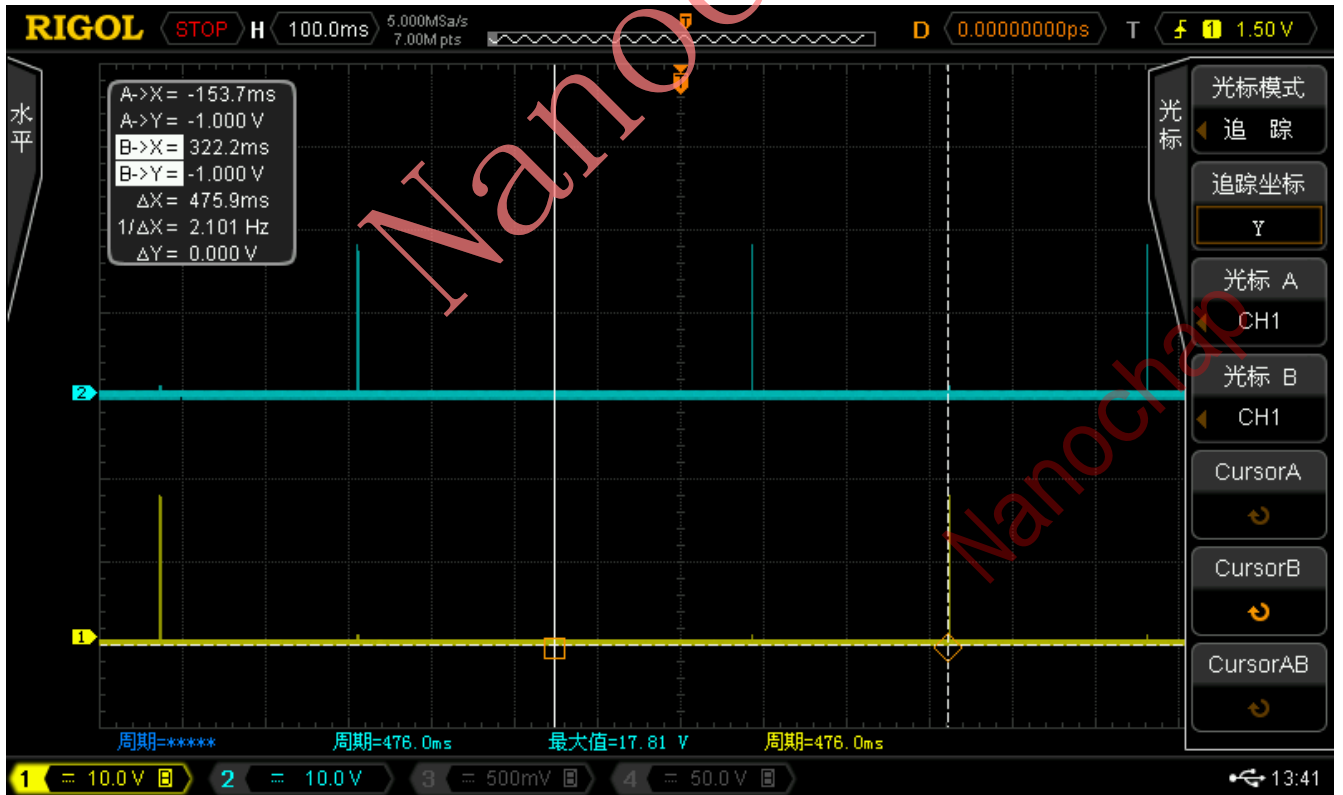 RIGOL STOP H 100.0ms 5.000MSa/s 7.00M pts D 0.00000000ps T 1 1.50 V
T
T
水平
A->X= -153.7ms
A->Y= -1.000 V
B->X= 322.2ms
B->Y= -1.000 V
ΔX= 475.9ms
1/ΔX= 2.101 Hz
ΔY= 0.000 V
2
1
Nanoc
Nanochap
光标
光标模式
追 踪
追踪坐标
Y
光标 A
CH1
光标 B
CH1
CursorA
CursorB
CursorAB
周期=***** 周期=476.0ms 最大值=17.81 V 周期=476.0ms
1 = 10.0 V B 2 = 10.0 V 3 = 500mV B 4 = 50.0 V B 13:41